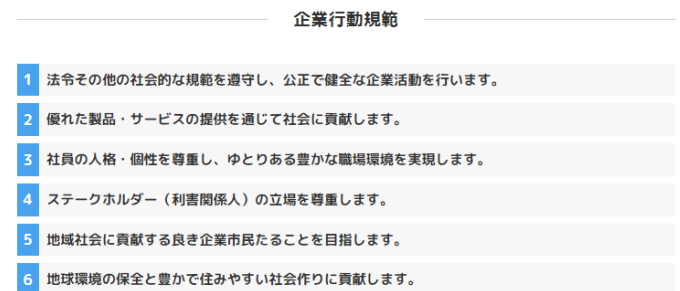 企業行動規範
1 法令その他の社会的な規範を遵守し、公正で健全な企業活動を行います。
2 優れた製品・サービスの提供を通じて社会に貢献します。
3 社員の人格・個性を尊重し、ゆとりある豊かな職場環境を実現します。
4 ステークホルダー（利害関係人）の立場を尊重します。
5 地域社会に貢献する良き企業市民たることを目指します。
6 地球環境の保全と豊かで住みやすい社会作りに貢献します。